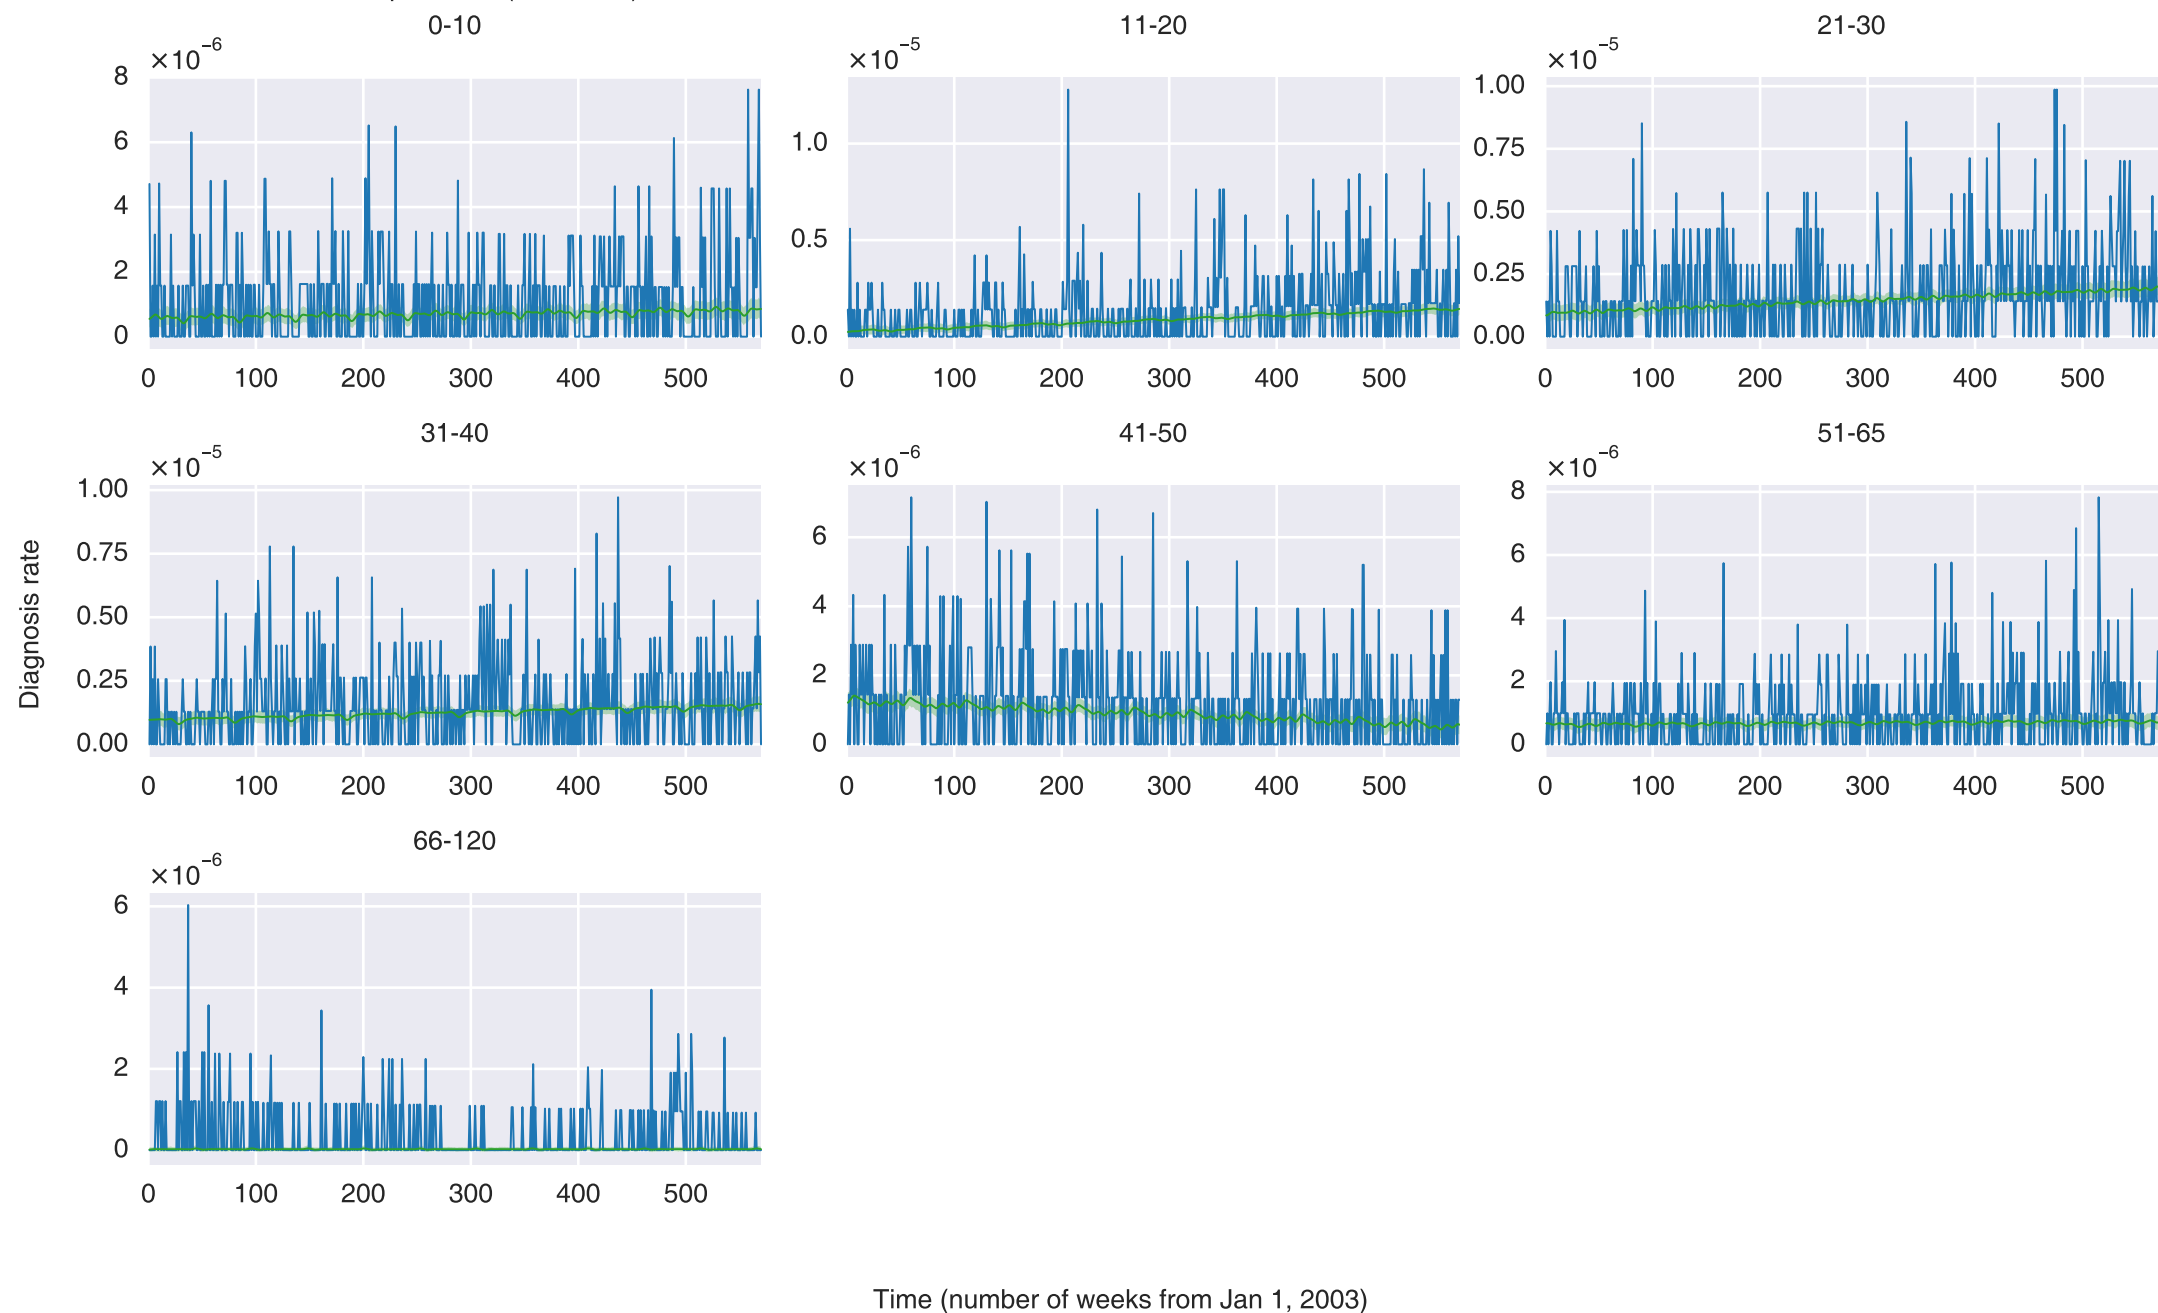 0-10 11-20 21-30
×10⁻⁶ ×10⁻⁵ ×10⁻⁵
8 6 4 2 0
1.0 0.5 0.0
1.00 0.75 0.50 0.25 0.00
0 100 200 300 400 500
0 100 200 300 400 500
0 100 200 300 400 500
31-40 41-50 51-65
×10⁻⁵ ×10⁻⁶ ×10⁻⁶
1.00 0.75 0.50 0.25 0.00
6 4 2 0
8 6 4 2 0
0 100 200 300 400 500
0 100 200 300 400 500
0 100 200 300 400 500
Diagnosis rate
66-120
×10⁻⁶
6 4 2 0
0 100 200 300 400 500
Time (number of weeks from Jan 1, 2003)